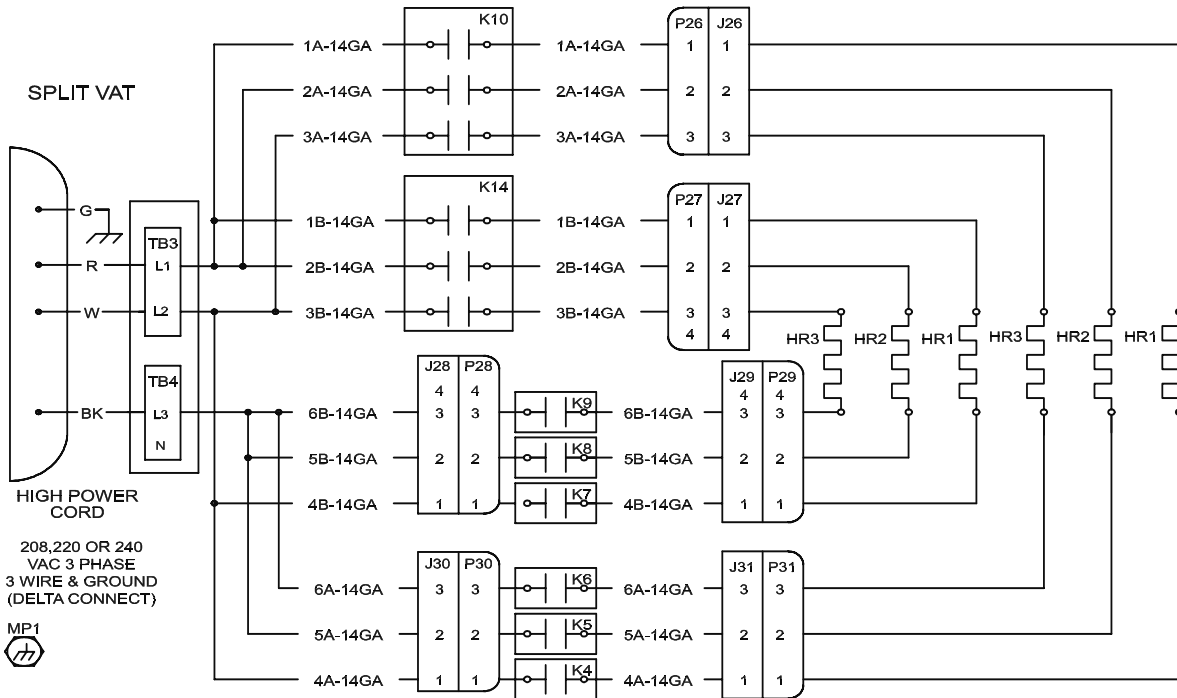 K10 P26 J26
1A-14GA 1A-14GA 1 1
SPLIT VAT
2A-14GA 2A-14GA 2 2
3A-14GA 3A-14GA 3 3
K14 P27 J27
G 1B-14GA 1B-14GA 1 1
TB3
R L1 2B-14GA 2B-14GA 2 2
W L2 3B-14GA 3B-14GA 3 3
4 4
HR3 HR2 HR1 HR3 HR2 HR1
J28 P28 J29 P29
TB4 4 4 4 4
K9
BK L3 6B-14GA 3 3 6B-14GA 3 3
N
K8
5B-14GA 2 2 5B-14GA 2 2
K7
4B-14GA 1 1 4B-14GA 1 1
HIGH POWER
CORD
208,220 OR 240
VAC 3 PHASE
3 WIRE & GROUND
(DELTA CONNECT)
J30 P30 J31 P31
K6
6A-14GA 3 3 6A-14GA 3 3
K5
5A-14GA 2 2 5A-14GA 2 2
K4
4A-14GA 1 1 4A-14GA 1 1
MP1